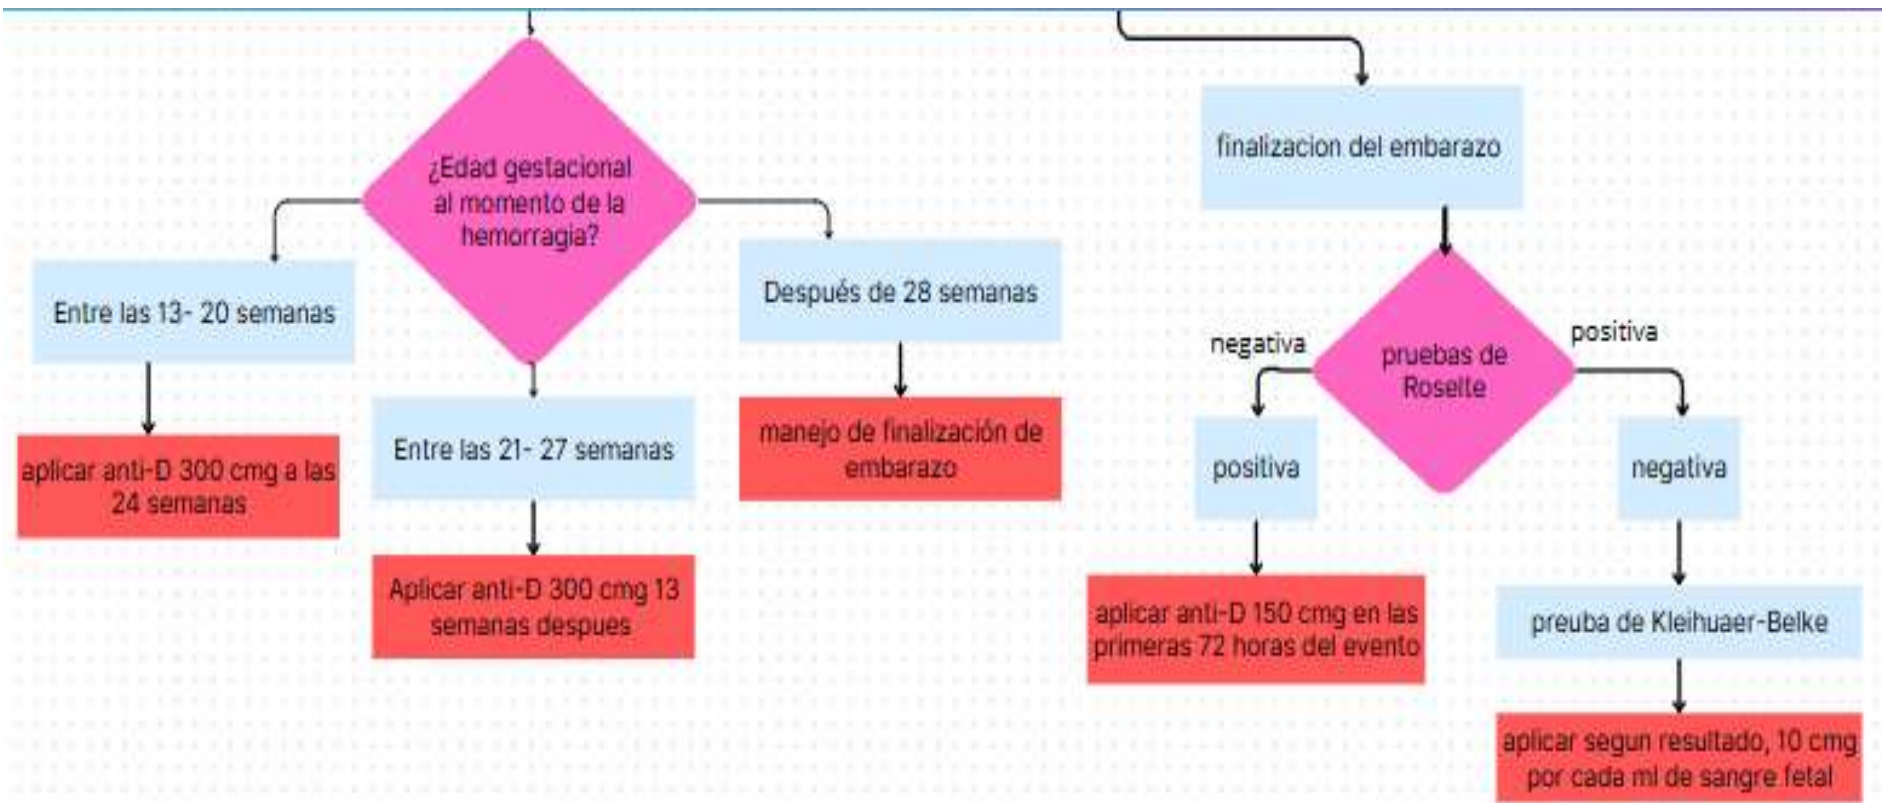 ¿Edad gestacional
al momento de la
hemorragia?
Entre las 13- 20 semanas
aplicar anti-D 300 cmg a las
24 semanas
Entre las 21- 27 semanas
Aplicar anti-D 300 cmg 13
semanas despues
Después de 28 semanas
manejo de finalización de
embarazo
finalizacion del embarazo
pruebas de
Roselte
negativa
positiva
positiva
aplicar anti-D 150 cmg en las
primeras 72 horas del evento
negativa
preuba de Kleihuaer-Belke
aplicar segun resultado, 10 cmg
por cada ml de sangre fetal